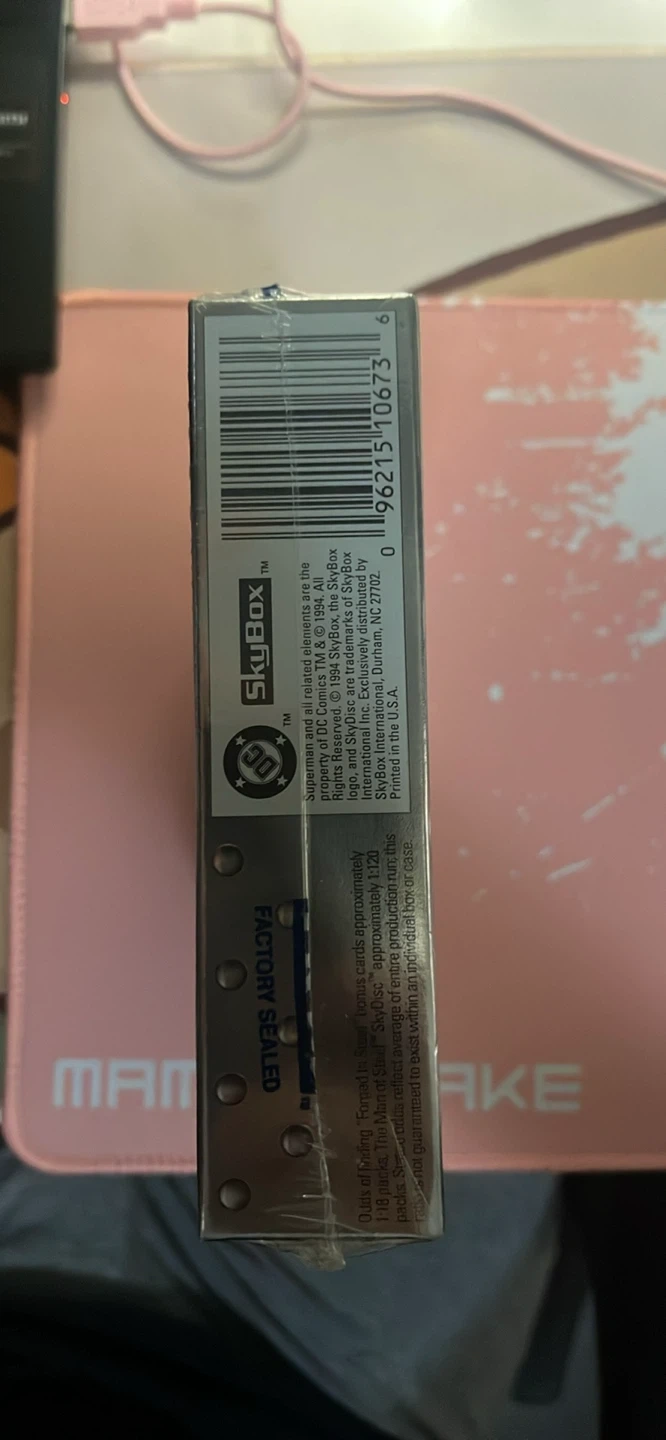 0 96215 10673 6
SkyBox™
DC
TM
Superman and all related elements are the
property of DC Comics TM & © 1994. All
Rights Reserved. © 1994 SkyBox, the SkyBox
logo, and SkyDisc are trademarks of SkyBox
International Inc. Exclusively distributed by
SkyBox International, Durham, NC 27702.
Printed in the U.S.A.
FACTORY SEALED
Odds of finding "Forged in Steel" bonus cards approximately
1:18 packs. The Man of Steel™ SkyDisc™ approximately 1:120
packs. Stated odds reflect average of entire production run; this
ratio is not guaranteed to exist within an individual box or case.
MAM
AKE